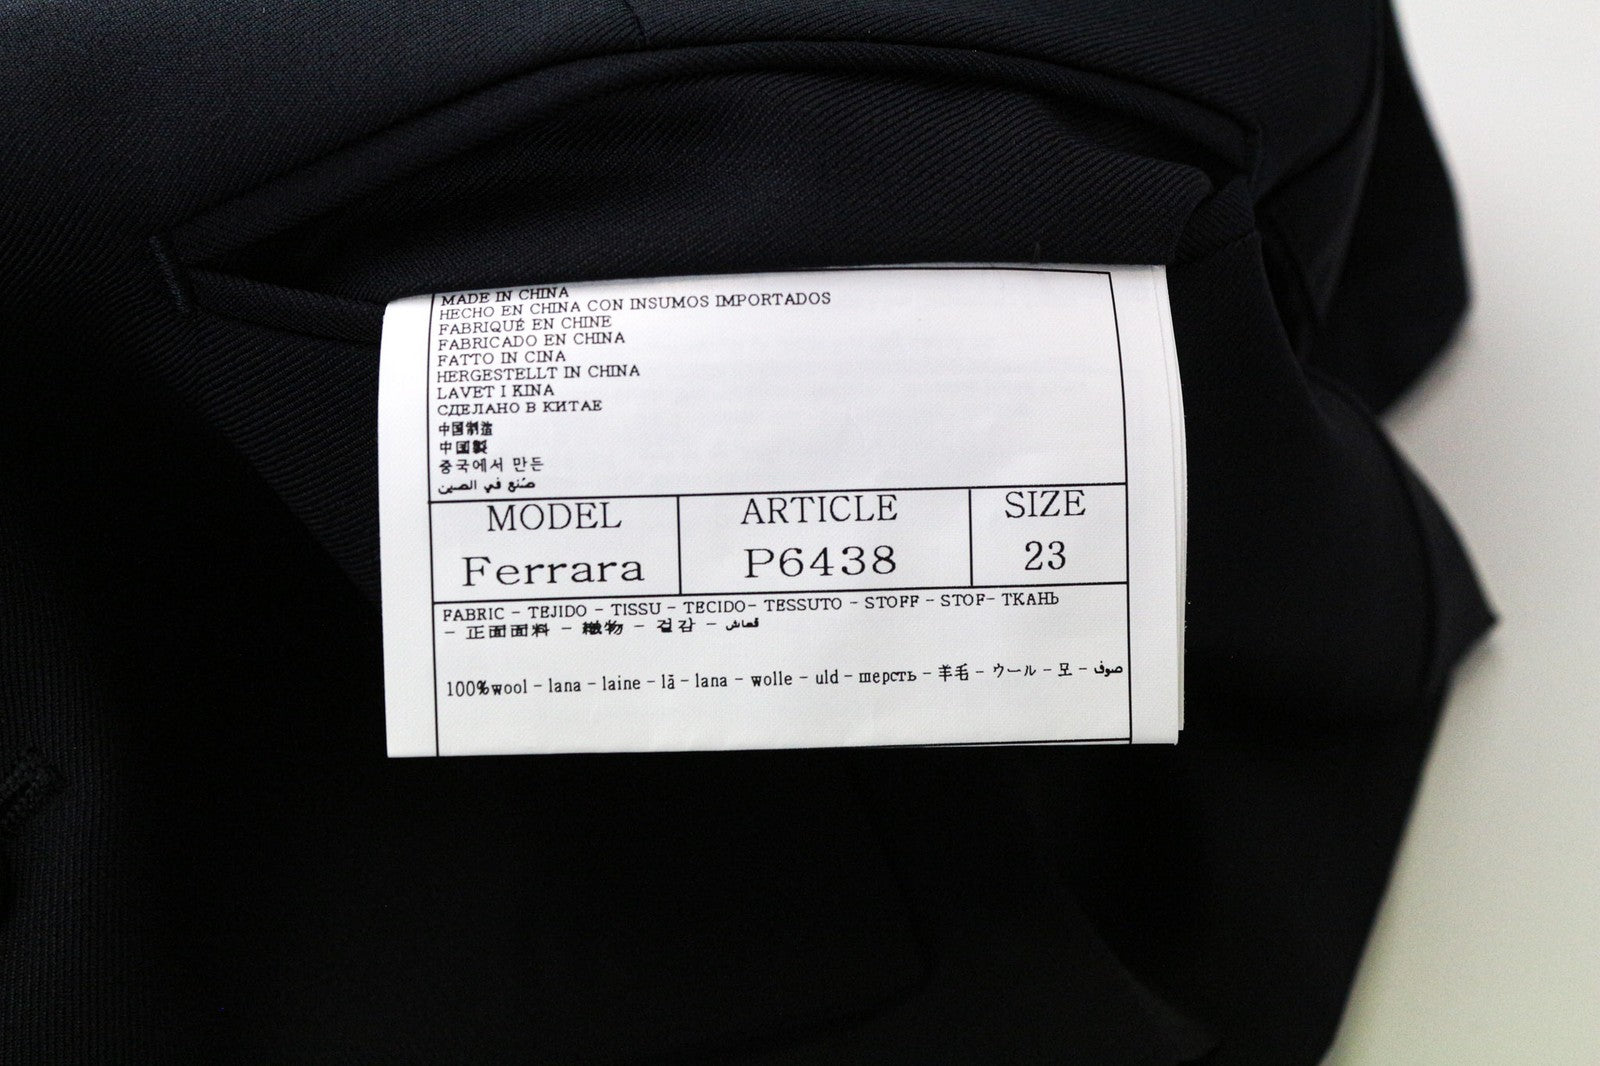 MADE IN CHINA
HECHO EN CHINA CON INSUMOS IMPORTADOS
FABRIQUÉ EN CHINE
FABRICADO EN CHINA
FATTO IN CINA
HERGESTELLT IN CHINA
LAVET I KINA
СДЕЛАНО В КИТАЕ
中国制造
中國製
중국에서 만든
صنع في الصين
MODEL ARTICLE SIZE
Ferrara P6438 23
FABRIC - TEJIDO - TISSU - TECIDO- TESSUTO - STOFF - STOF- ТКАНЬ
- 正面面料 - 織物 - 겉감 - قماش
100%wool - lana - laine - lã - lana - wolle - uld - шерсть - 羊毛 - ウール - 모 - صوف